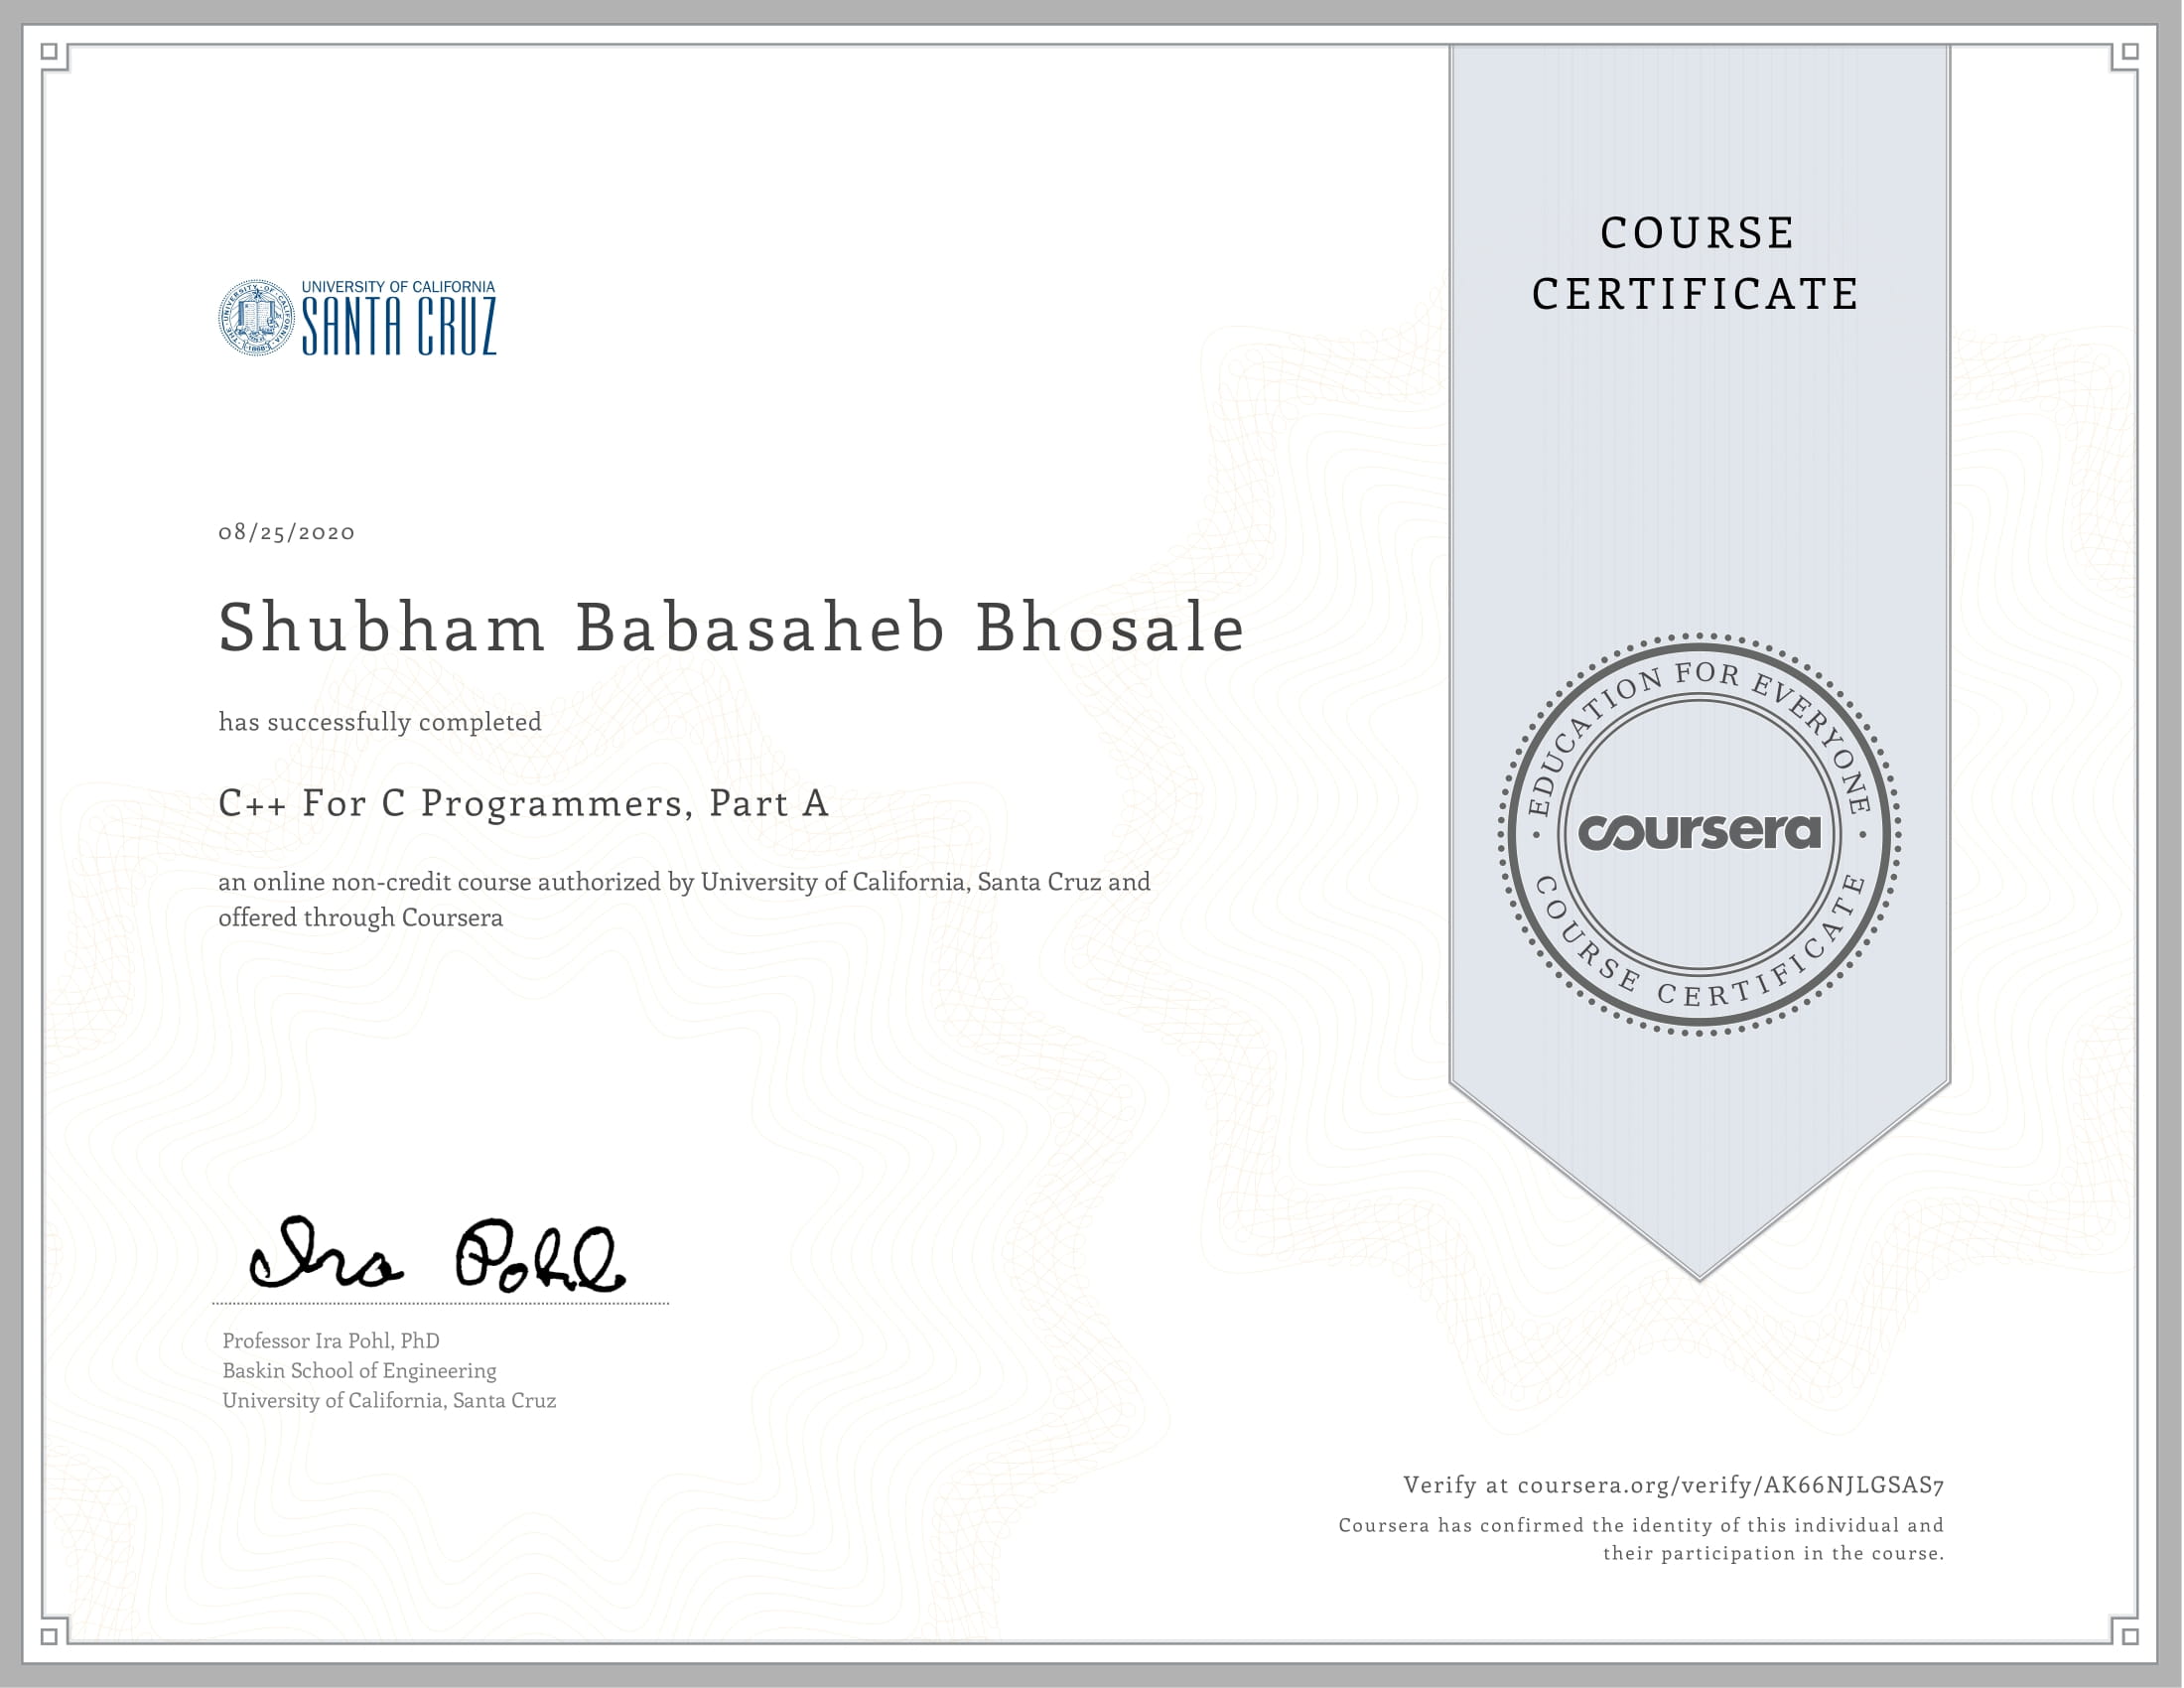 UNIVERSITY OF CALIFORNIA
SANTA CRUZ
COURSE
CERTIFICATE
08/25/2020
Shubham Babasaheb Bhosale
has successfully completed
C++ For C Programmers, Part A
an online non-credit course authorized by University of California, Santa Cruz and
offered through Coursera
EDUCATION FOR EVERYONE
coursera
COURSE CERTIFICATE
Ira Pohl
Professor Ira Pohl, PhD
Baskin School of Engineering
University of California, Santa Cruz
Verify at coursera.org/verify/AK66NJLGSAS7
Coursera has confirmed the identity of this individual and
their participation in the course.